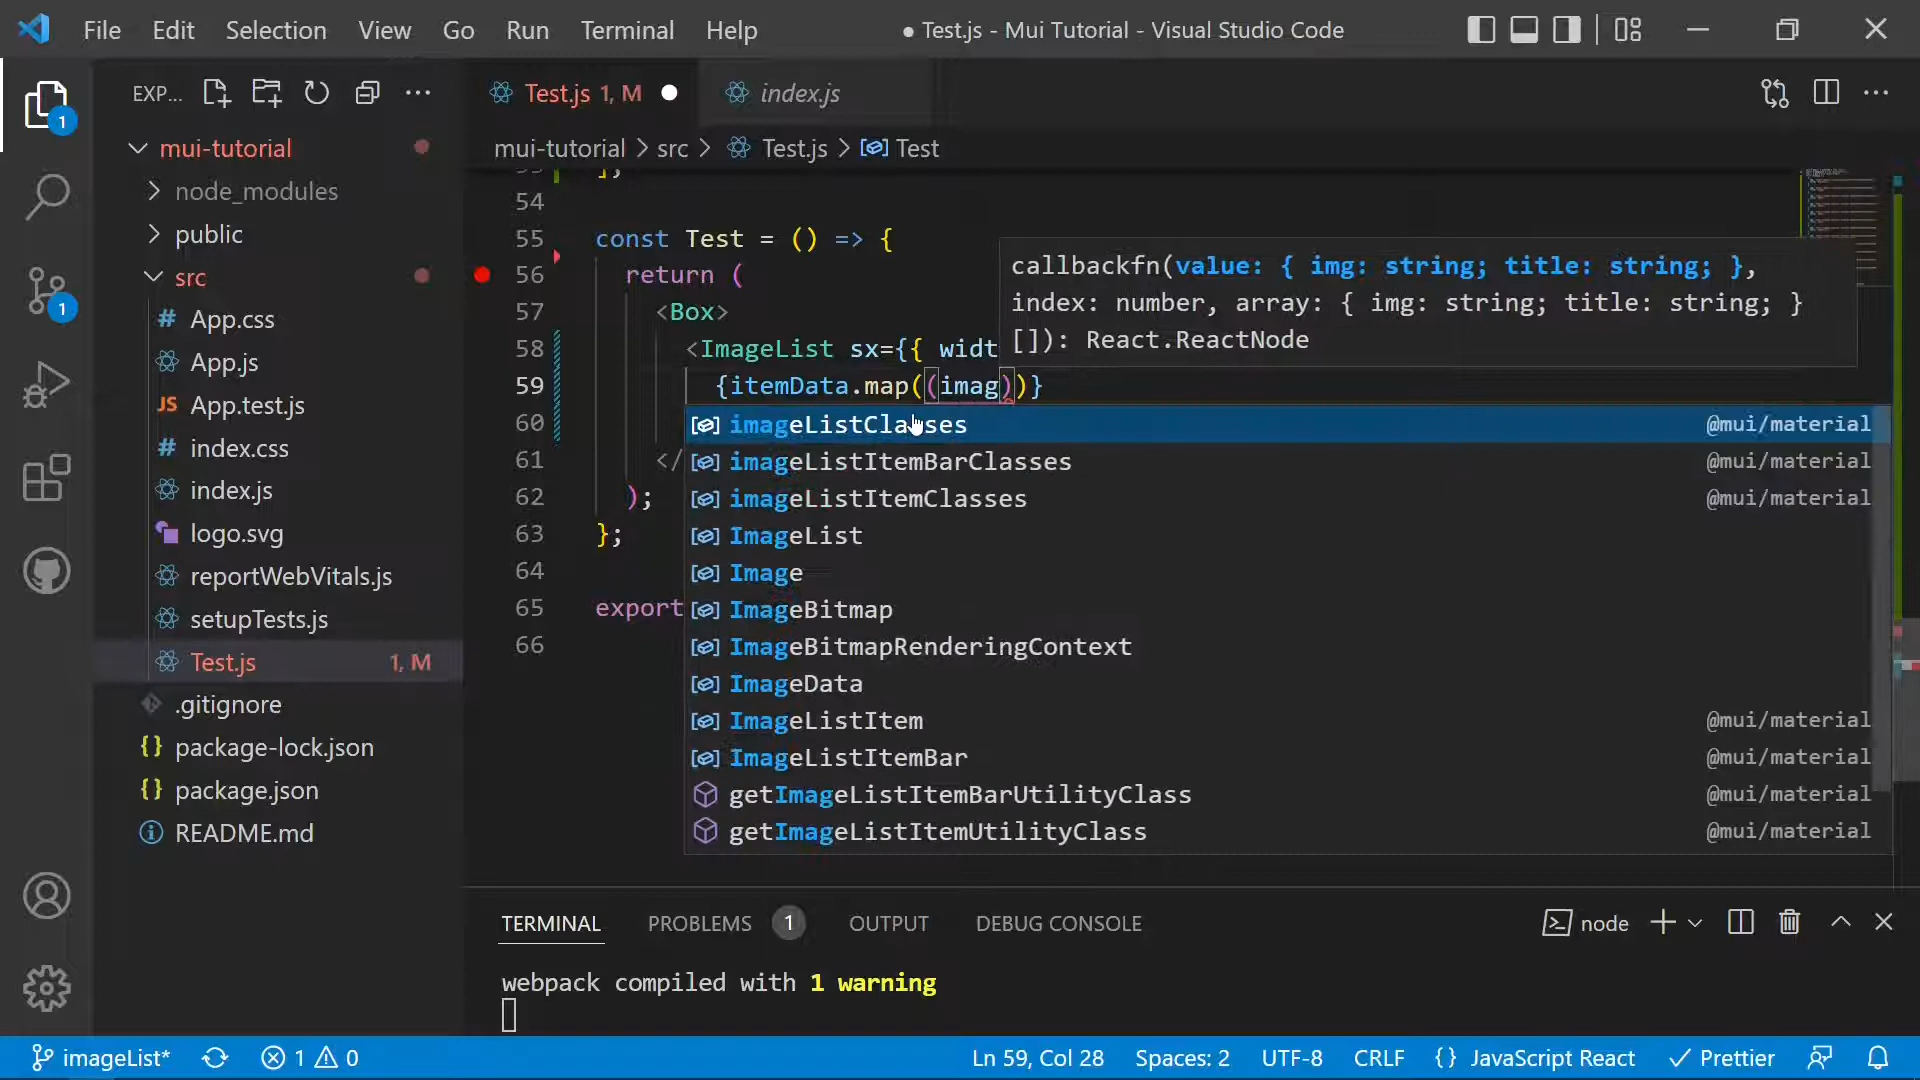 File Edit Selection View Go Run Terminal Help
● Test.js - Mui Tutorial - Visual Studio Code
EXP...
Test.js 1, M
index.js
mui-tutorial
node_modules
public
src
App.css
App.js
JS App.test.js
index.css
index.js
logo.svg
reportWebVitals.js
setupTests.js
Test.js 1, M
.gitignore
package-lock.json
package.json
README.md
1
1
mui-tutorial > src > Test.js > Test
];
54
55 const Test = () => {
56 return (
57 <Box>
58 <ImageList sx={{ widt
59 {itemData.map((imag))}
60
61 </
62 );
63 };
64
65 export
66
callbackfn(value: { img: string; title: string; },
index: number, array: { img: string; title: string; }
[]): React.ReactNode
imageListClasses @mui/material
imageListItemBarClasses @mui/material
imageListItemClasses @mui/material
ImageList
Image
ImageBitmap
ImageBitmapRenderingContext
ImageData
ImageListItem @mui/material
ImageListItemBar @mui/material
getImageListItemBarUtilityClass @mui/material
getImageListItemUtilityClass @mui/material
TERMINAL PROBLEMS 1 OUTPUT DEBUG CONSOLE
node
webpack compiled with 1 warning
imageList* 1 0
Ln 59, Col 28 Spaces: 2 UTF-8 CRLF {} JavaScript React Prettier